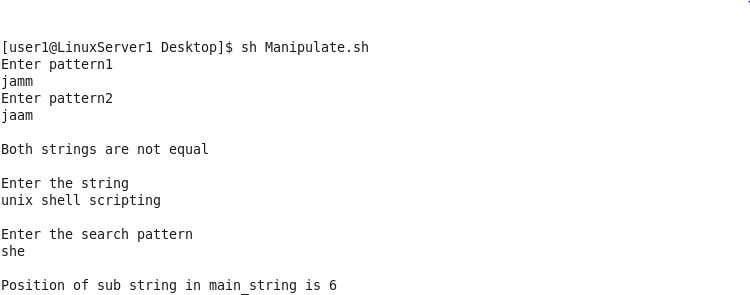 [user1@LinuxServer1 Desktop]$ sh Manipulate.sh
Enter pattern1
jamm
Enter pattern2
jaam
Both strings are not equal
Enter the string
unix shell scripting
Enter the search pattern
she
Position of sub string in main_string is 6